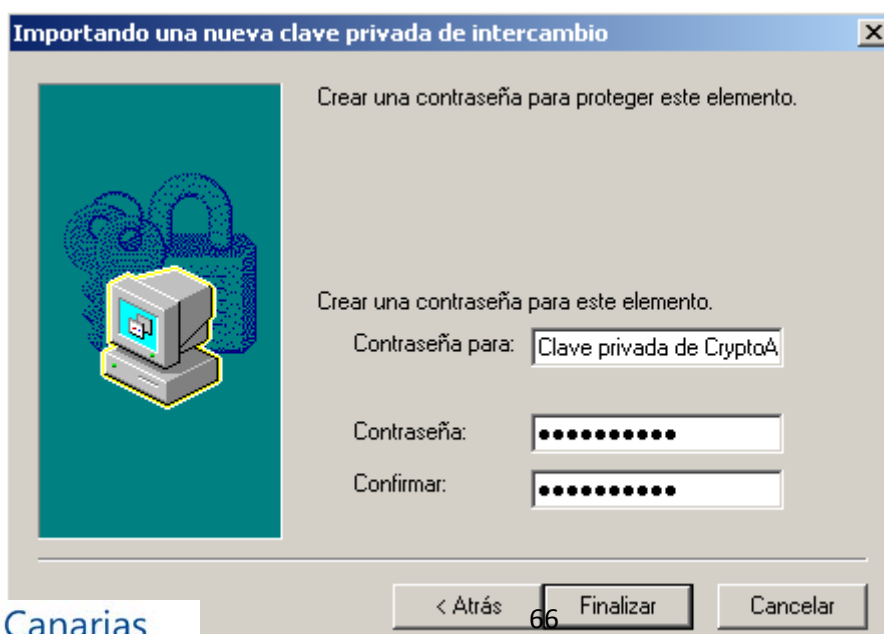 Importando una nueva clave privada de intercambio
Crear una contraseña para proteger este elemento.
Crear una contraseña para este elemento.
Contraseña para: Clave privada de CryptoA
Contraseña: ●●●●●●●●●●
Confirmar: ●●●●●●●●●●
< Atrás Finalizar Cancelar
66
Canarias